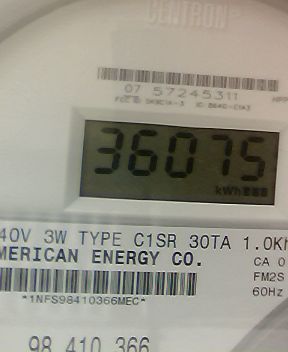 CENTRON®
07 57245311
36075
kWh
40V 3W TYPE C1SR 30TA 1.0Kh
MERICAN ENERGY CO.
CA 0
FM2S
*1NFS98410366MEC*
60Hz
98 410 366